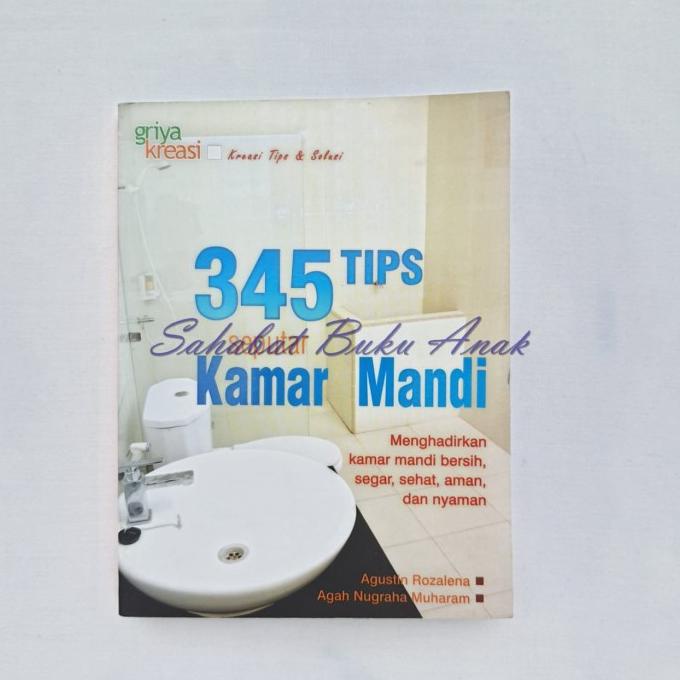 griya
kreasi
Kreasi Tips & Solusi
345 TIPS
seputar
Sahabat Buku Anak
Kamar Mandi
Menghadirkan
kamar mandi bersih,
segar, sehat, aman,
dan nyaman
Agustin Rozalena
Agah Nugraha Muharam